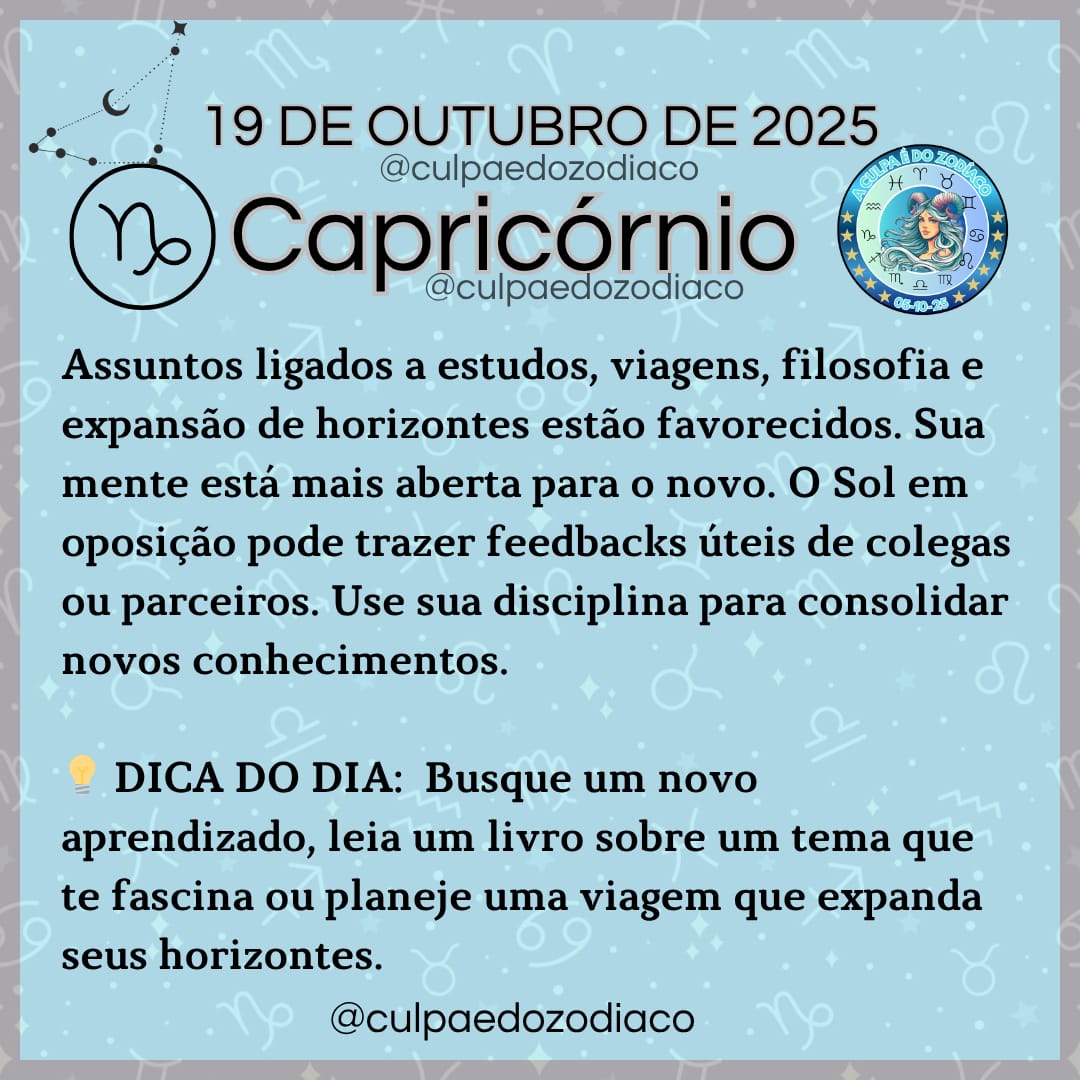 19 DE OUTUBRO DE 2025
@culpaedozodiaco
Capricórnio
@culpaedozodiaco
A CULPA É DO ZODÍACO
05-10-25
Assuntos ligados a estudos, viagens, filosofia e
expansão de horizontes estão favorecidos. Sua
mente está mais aberta para o novo. O Sol em
oposição pode trazer feedbacks úteis de colegas
ou parceiros. Use sua disciplina para consolidar
novos conhecimentos.
💡 DICA DO DIA: Busque um novo
aprendizado, leia um livro sobre um tema que
te fascina ou planeje uma viagem que expanda
seus horizontes.
@culpaedozodiaco